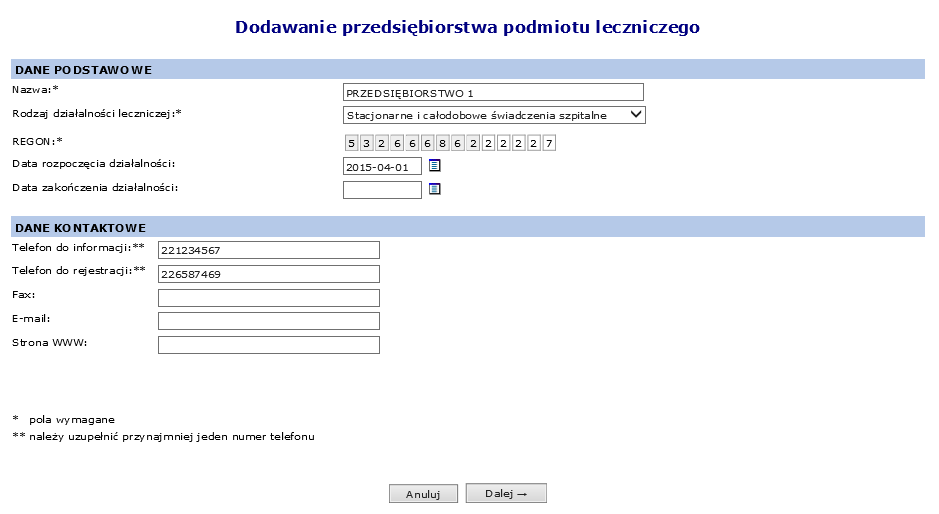 Dodawanie przedsiębiorstwa podmiotu leczniczego
DANE PODSTAWOWE
Nazwa:* PRZEDSIĘBIORSTWO 1
Rodzaj działalności leczniczej:* Stacjonarne i całodobowe świadczenia szpitalne
REGON:* 5 3 2 6 6 6 8 6 2 2 2 2 2 7
Data rozpoczęcia działalności: 2015-04-01
Data zakończenia działalności:
DANE KONTAKTOWE
Telefon do informacji:** 221234567
Telefon do rejestracji:** 226587469
Fax:
E-mail:
Strona WWW:
* pola wymagane
** należy uzupełnić przynajmniej jeden numer telefonu
Anuluj Dalej →